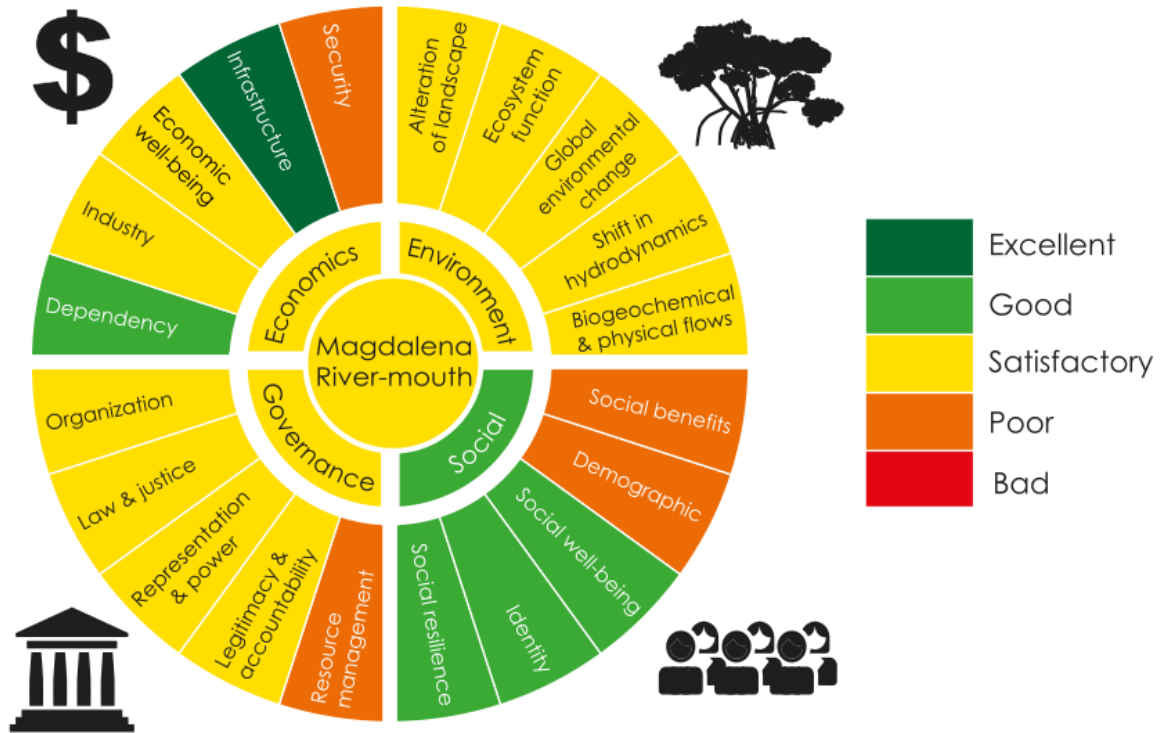 $
Security
Infrastructure
Economic
well-being
Industry
Dependency
Alteration
of landscape
Ecosystem
function
Global
environmental
change
Shift in
hydrodynamics
Biogeochemical
& physical flows
Economics
Environment
Magdalena
River-mouth
Governance
Social
Organization
Law & justice
Representation
& power
Legitimacy &
accountability
Resource
management
Social benefits
Demographic
Social well-being
Identity
Social resilience
Excellent
Good
Satisfactory
Poor
Bad